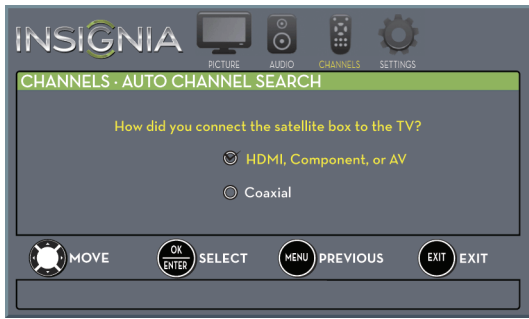 INSIGNIA
PICTURE AUDIO CHANNELS SETTINGS
CHANNELS · AUTO CHANNEL SEARCH
How did you connect the satellite box to the TV?
HDMI, Component, or AV
Coaxial
MOVE OK ENTER SELECT MENU PREVIOUS EXIT EXIT